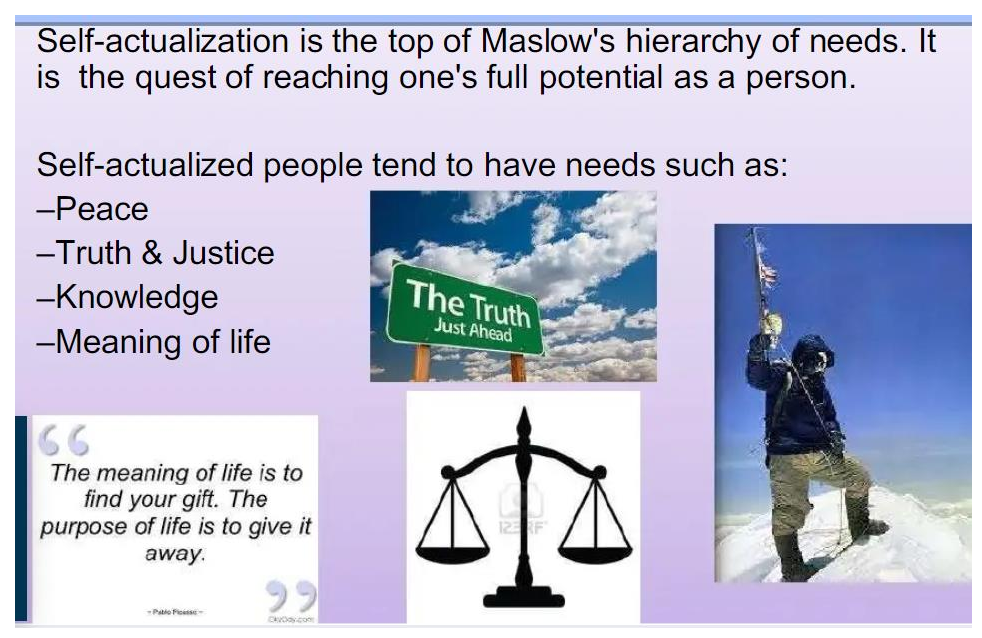 Self-actualization is the top of Maslow's hierarchy of needs. It
is  the quest of reaching one's full potential as a person.
Self-actualized people tend to have needs such as:
–Peace
–Truth & Justice
–Knowledge
–Meaning of life
The Truth
Just Ahead
“
The meaning of life is to
find your gift. The
purpose of life is to give it
away.
”
~ Pablo Picasso ~
OkiDay.com
123RF